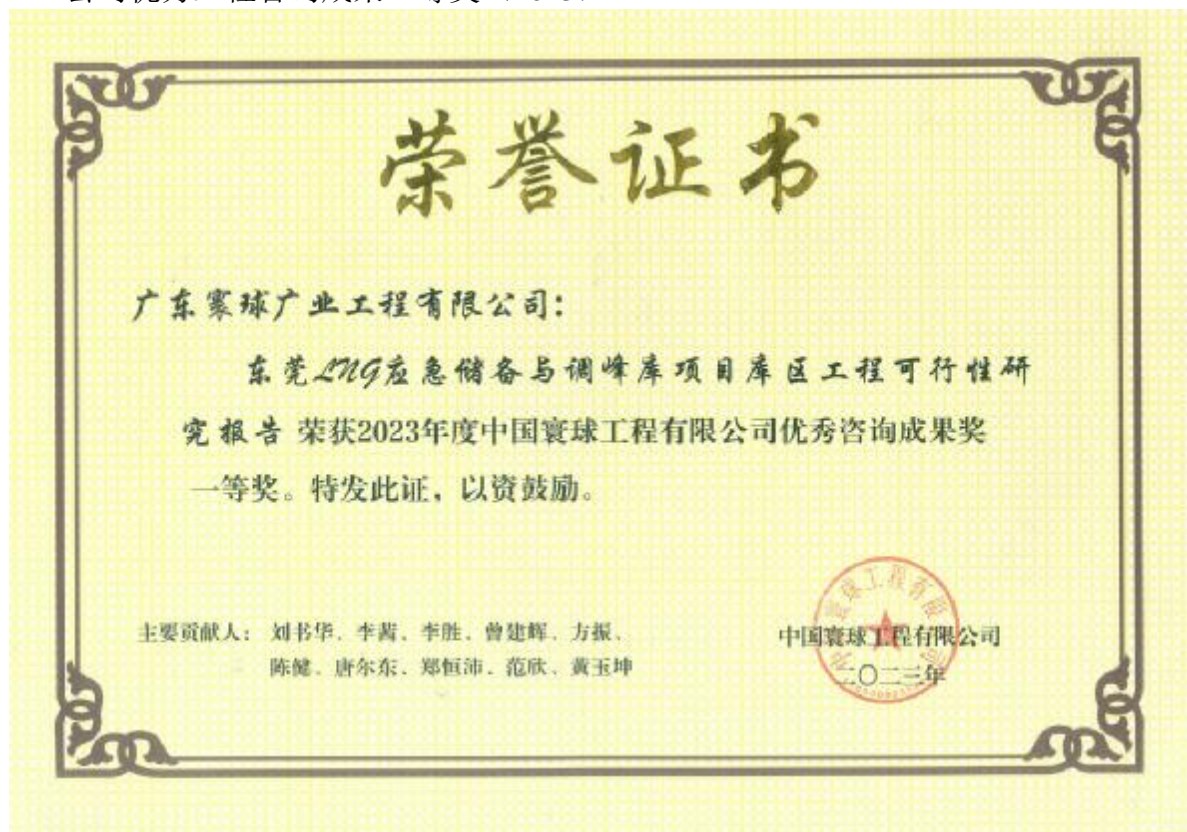 荣誉证书
广东寰球广业工程有限公司:
东莞LNG应急储备与调峰库项目库区工程可行性研
究报告 荣获2023年度中国寰球工程有限公司优秀咨询成果奖
一等奖。特发此证,以资鼓励。
主要贡献人: 刘书华、李茜、李胜、曾建辉、方振、
陈健、唐尔东、郑恒沛、范欣、黄玉坤
中国寰球工程有限公司
二〇二三年